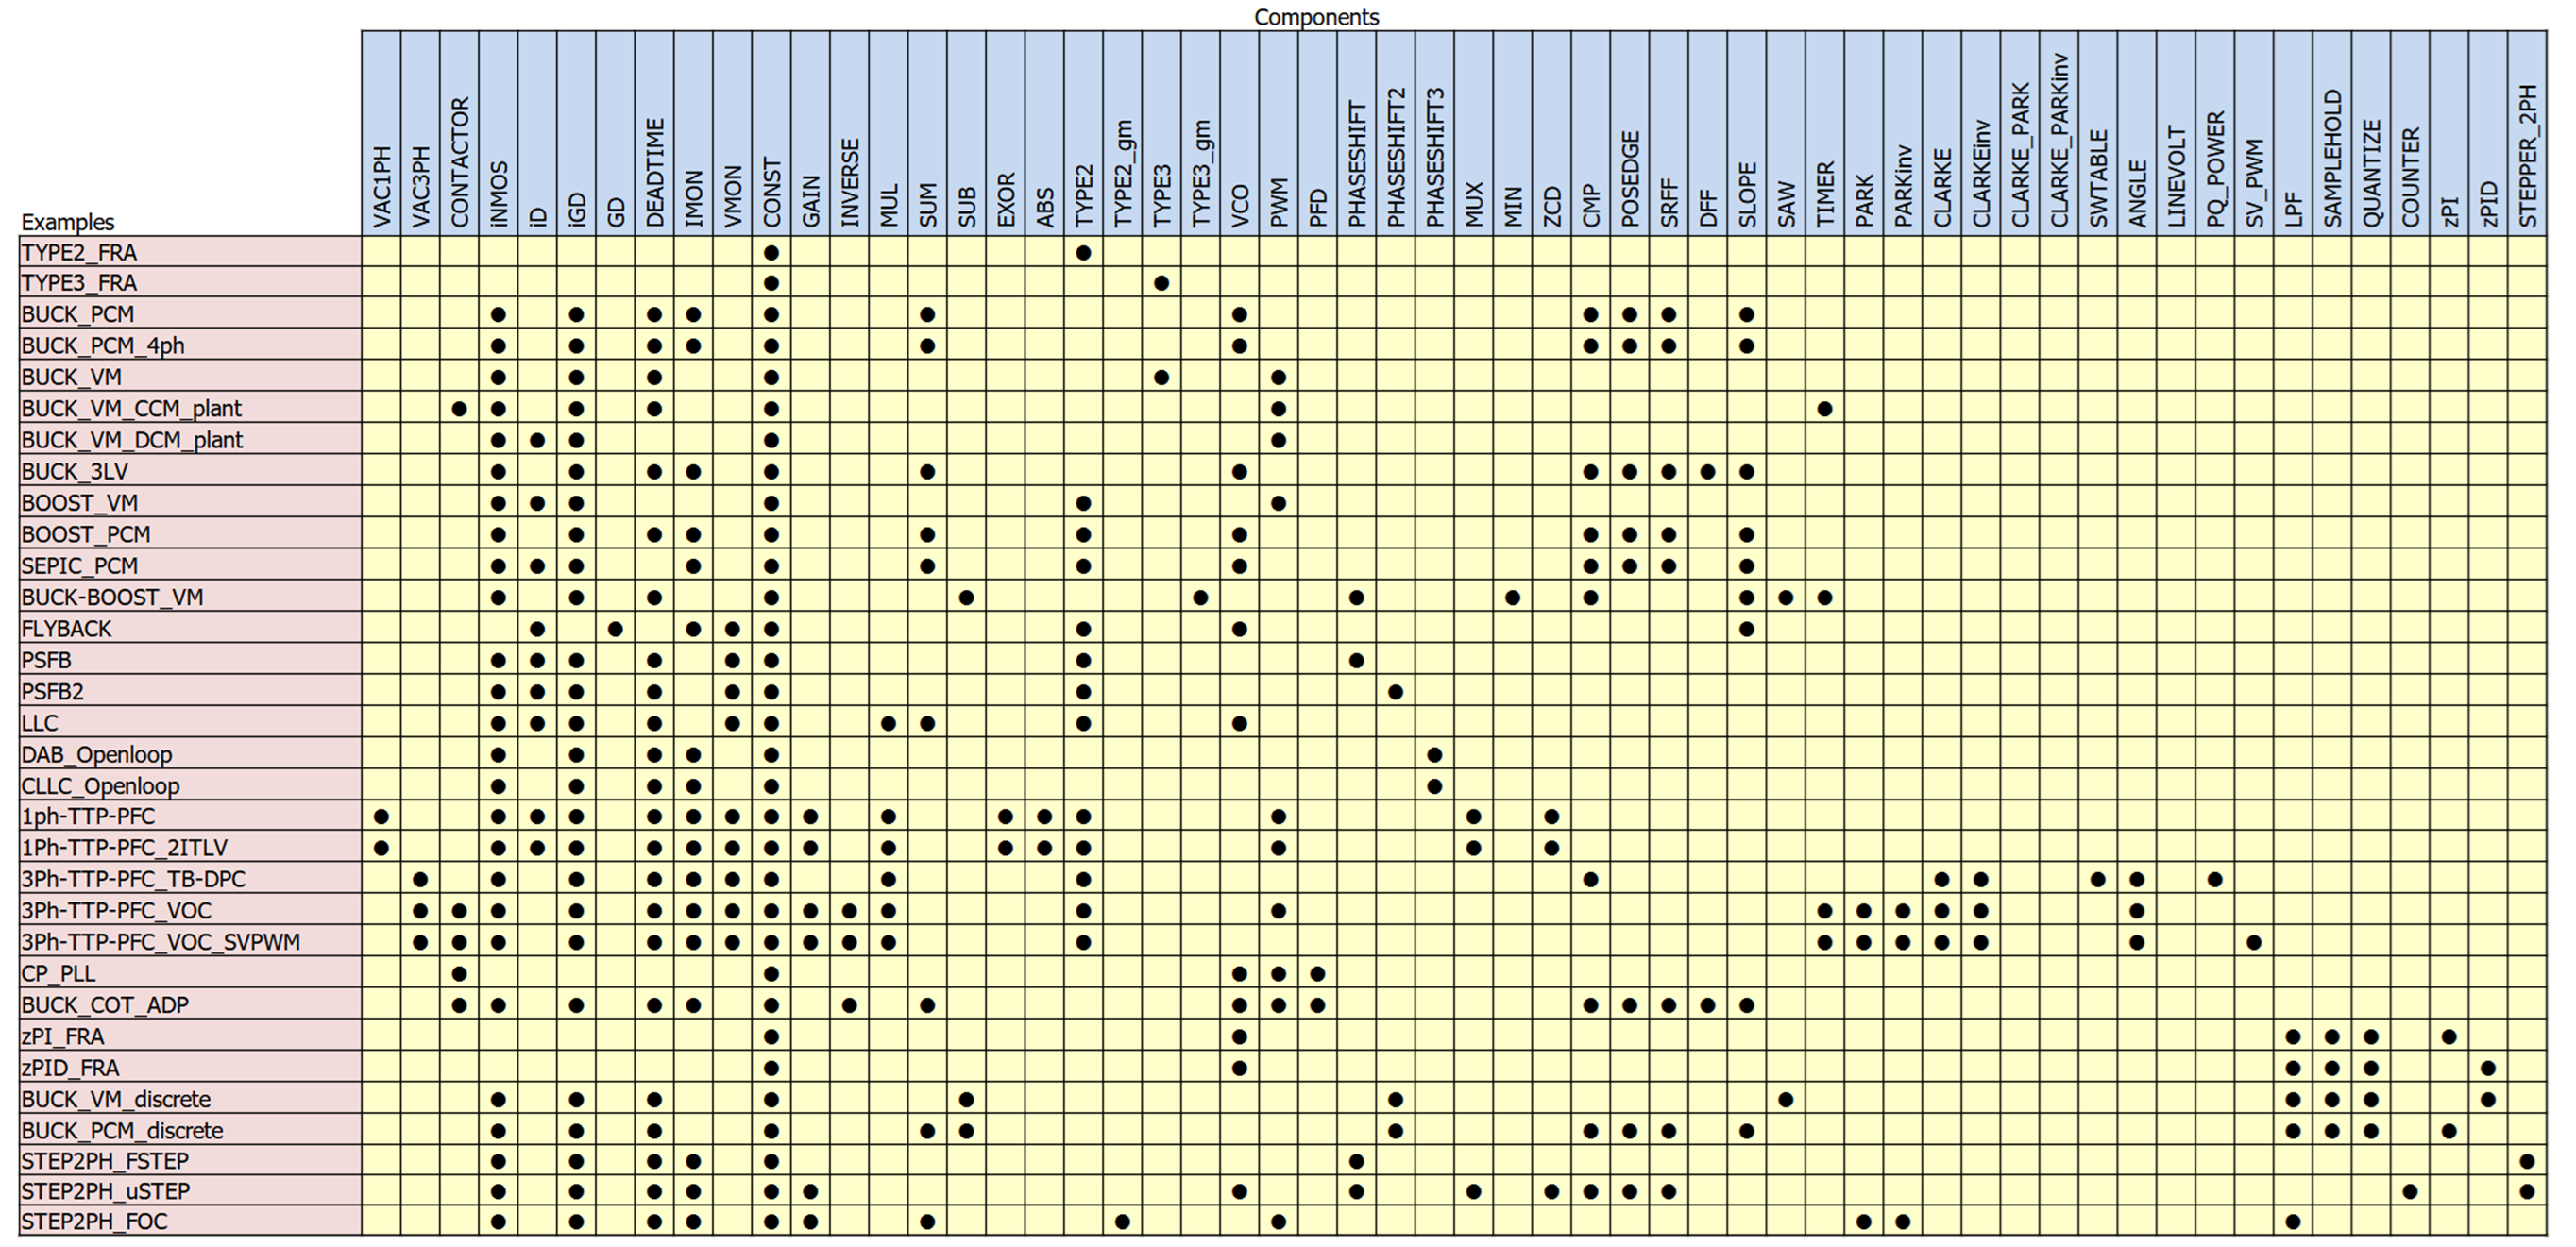 Components
VAC1PH VAC3PH CONTACTOR iNMOS iD iGD GD DEADTIME IMON VMON CONST GAIN INVERSE MUL SUM SUB EXOR ABS TYPE2 TYPE2_gm TYPE3 TYPE3_gm VCO PWM PFD PHASESHIFT PHASESHIFT2 PHASESHIFT3 MUX MIN ZCD CMP POSEDGE SRFF DFF SLOPE SAW TIMER PARK PARKinv CLARKE CLARKEinv CLARKE_PARK CLARKE_PARKinv SWTABLE ANGLE LINEVOLT PQ_POWER SV_PWM LPF SAMPLEHOLD QUANTIZE COUNTER zPI zPID STEPPER_2PH
Examples
TYPE2_FRA ● ●
TYPE3_FRA ● ●
BUCK_PCM ● ● ● ● ● ● ● ● ● ● ●
BUCK_PCM_4ph ● ● ● ● ● ● ● ● ● ● ●
BUCK_VM ● ● ● ● ● ●
BUCK_VM_CCM_plant ● ● ● ● ● ● ●
BUCK_VM_DCM_plant ● ● ● ● ●
BUCK_3LV ● ● ● ● ● ● ● ● ● ● ● ●
BOOST_VM ● ● ● ● ● ●
BOOST_PCM ● ● ● ● ● ● ● ● ● ● ● ●
SEPIC_PCM ● ● ● ● ● ● ● ● ● ● ● ●
BUCK-BOOST_VM ● ● ● ● ● ● ● ● ● ● ● ●
FLYBACK ● ● ● ● ● ● ● ●
PSFB ● ● ● ● ● ● ● ●
PSFB2 ● ● ● ● ● ● ● ●
LLC ● ● ● ● ● ● ● ● ● ●
DAB_Openloop ● ● ● ● ● ●
CLLC_Openloop ● ● ● ● ● ●
1ph-TTP-PFC ● ● ● ● ● ● ● ● ● ● ● ● ● ● ● ●
1Ph-TTP-PFC_2ITLV ● ● ● ● ● ● ● ● ● ● ● ● ● ● ● ●
3Ph-TTP-PFC_TB-DPC ● ● ● ● ● ● ● ● ● ● ● ● ● ● ●
3Ph-TTP-PFC_VOC ● ● ● ● ● ● ● ● ● ● ● ● ● ● ● ● ● ● ●
3Ph-TTP-PFC_VOC_SVPWM ● ● ● ● ● ● ● ● ● ● ● ● ● ● ● ● ● ● ●
CP_PLL ● ● ● ● ●
BUCK_COT_ADP ● ● ● ● ● ● ● ● ● ● ● ● ● ● ● ●
zPI_FRA ● ● ● ● ● ●
zPID_FRA ● ● ● ● ● ●
BUCK_VM_discrete ● ● ● ● ● ● ● ● ● ● ●
BUCK_PCM_discrete ● ● ● ● ● ● ● ● ● ● ● ● ● ● ●
STEP2PH_FSTEP ● ● ● ● ● ● ●
STEP2PH_uSTEP ● ● ● ● ● ● ● ● ● ● ● ● ● ● ●
STEP2PH_FOC ● ● ● ● ● ● ● ● ● ● ● ●